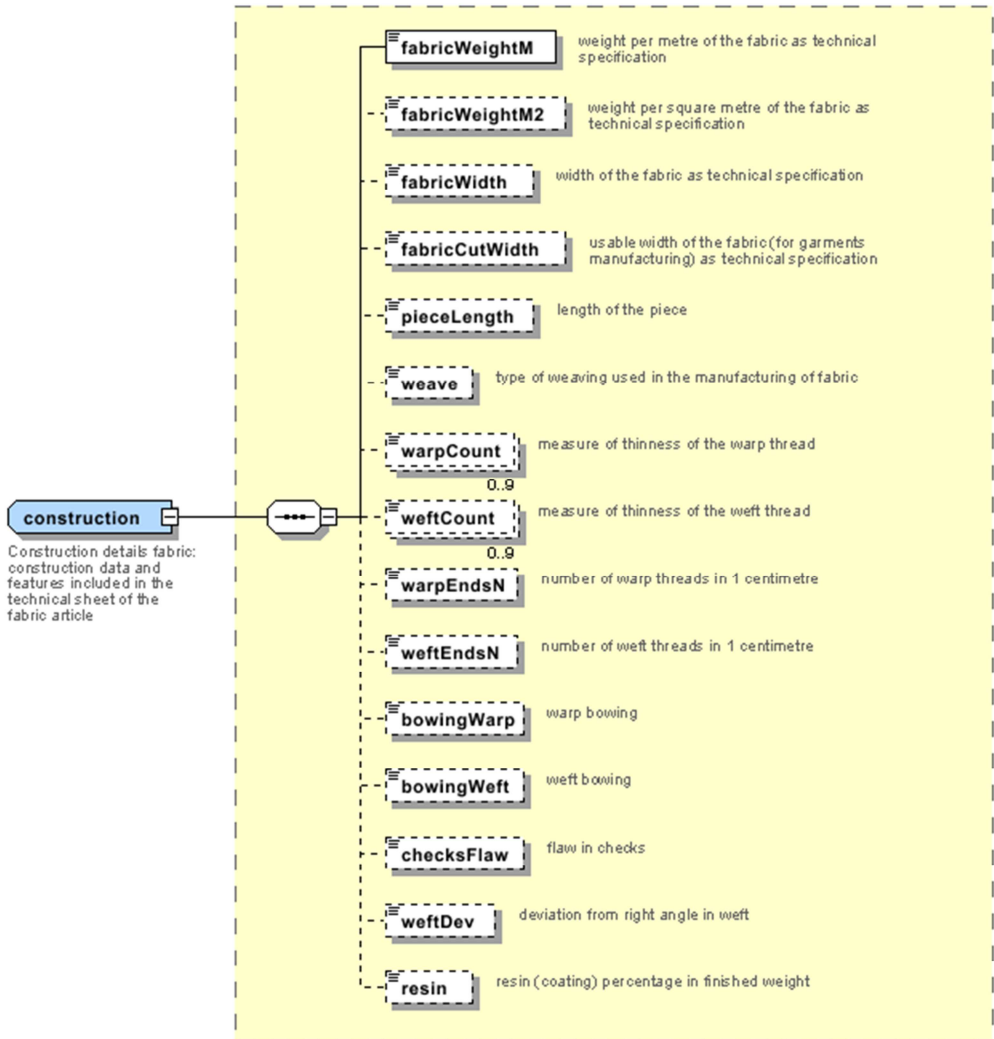 fabricWeightM
weight per metre of the fabric as technical
specification
fabricWeightM2
weight per square metre of the fabric as
technical specification
fabricWidth
width of the fabric as technical specification
fabricCutWidth
usable width of the fabric (for garments
manufacturing) as technical specification
pieceLength
length of the piece
weave
type of weaving used in the manufacturing of fabric
warpCount
measure of thinness of the warp thread
0..9
construction
Construction details fabric:
construction data and
features included in the
technical sheet of the
fabric article
weftCount
measure of thinness of the weft thread
0..9
warpEndsN
number of warp threads in 1 centimetre
weftEndsN
number of weft threads in 1 centimetre
bowingWarp
warp bowing
bowingWeft
weft bowing
checksFlaw
flaw in checks
weftDev
deviation from right angle in weft
resin
resin (coating) percentage in finished weight